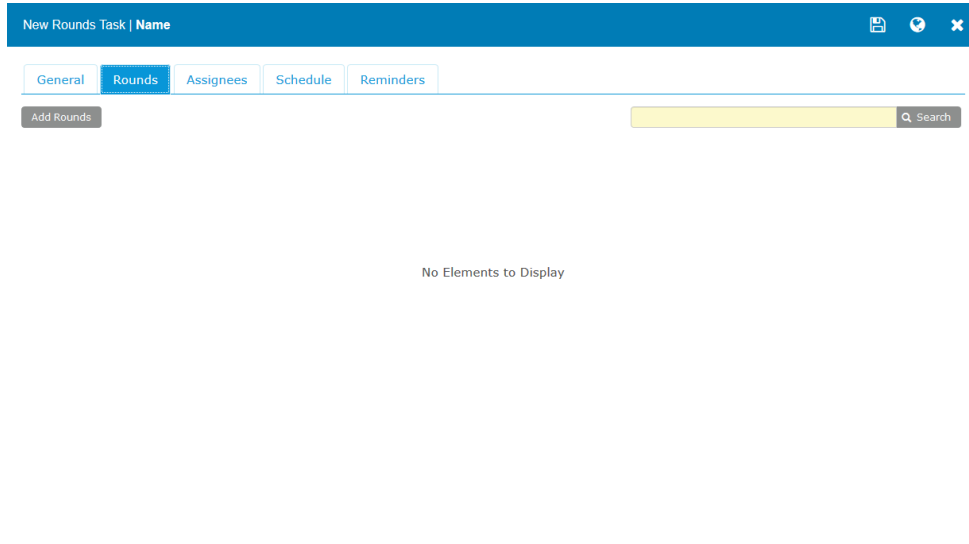 New Rounds Task | Name
General Rounds Assignees Schedule Reminders
Add Rounds Search
No Elements to Display